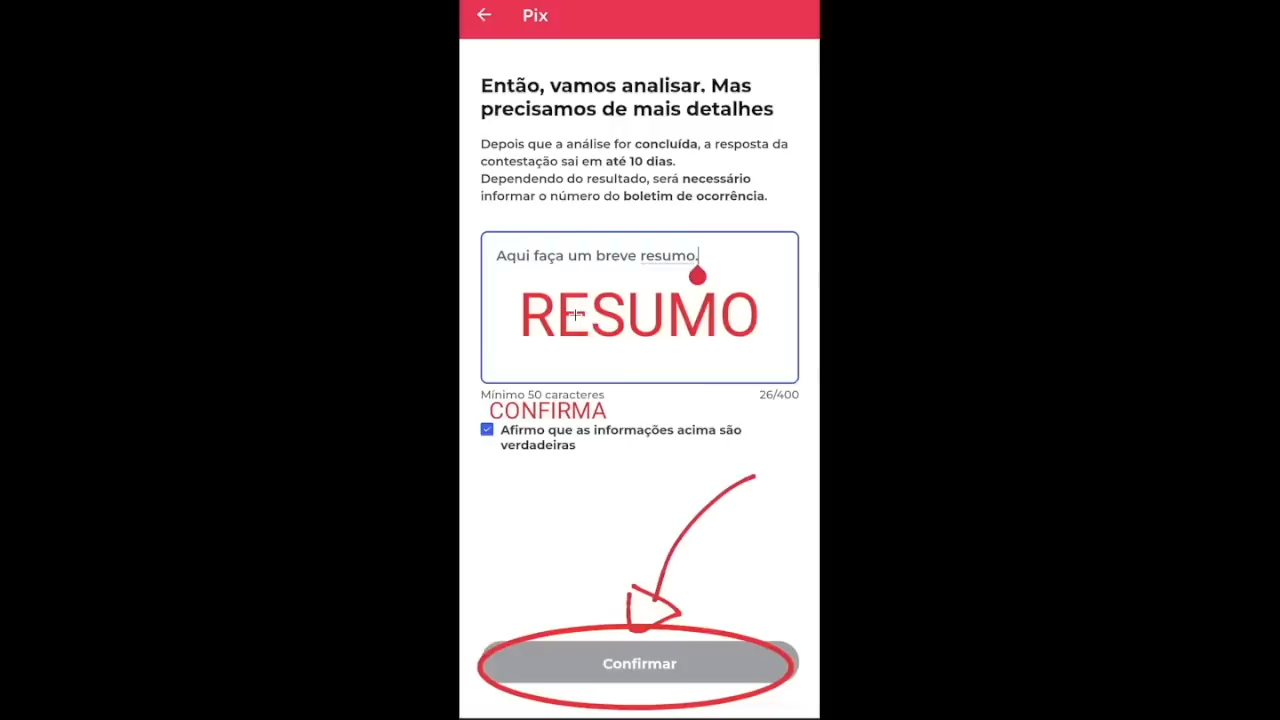 Pix
Então, vamos analisar. Mas
precisamos de mais detalhes
Depois que a análise for concluída, a resposta da
contestação sai em até 10 dias.
Dependendo do resultado, será necessário
informar o número do boletim de ocorrência.
Aqui faça um breve resumo.
RESUMO
Mínimo 50 caracteres 26/400
CONFIRMA
Afirmo que as informações acima são
verdadeiras
Confirmar